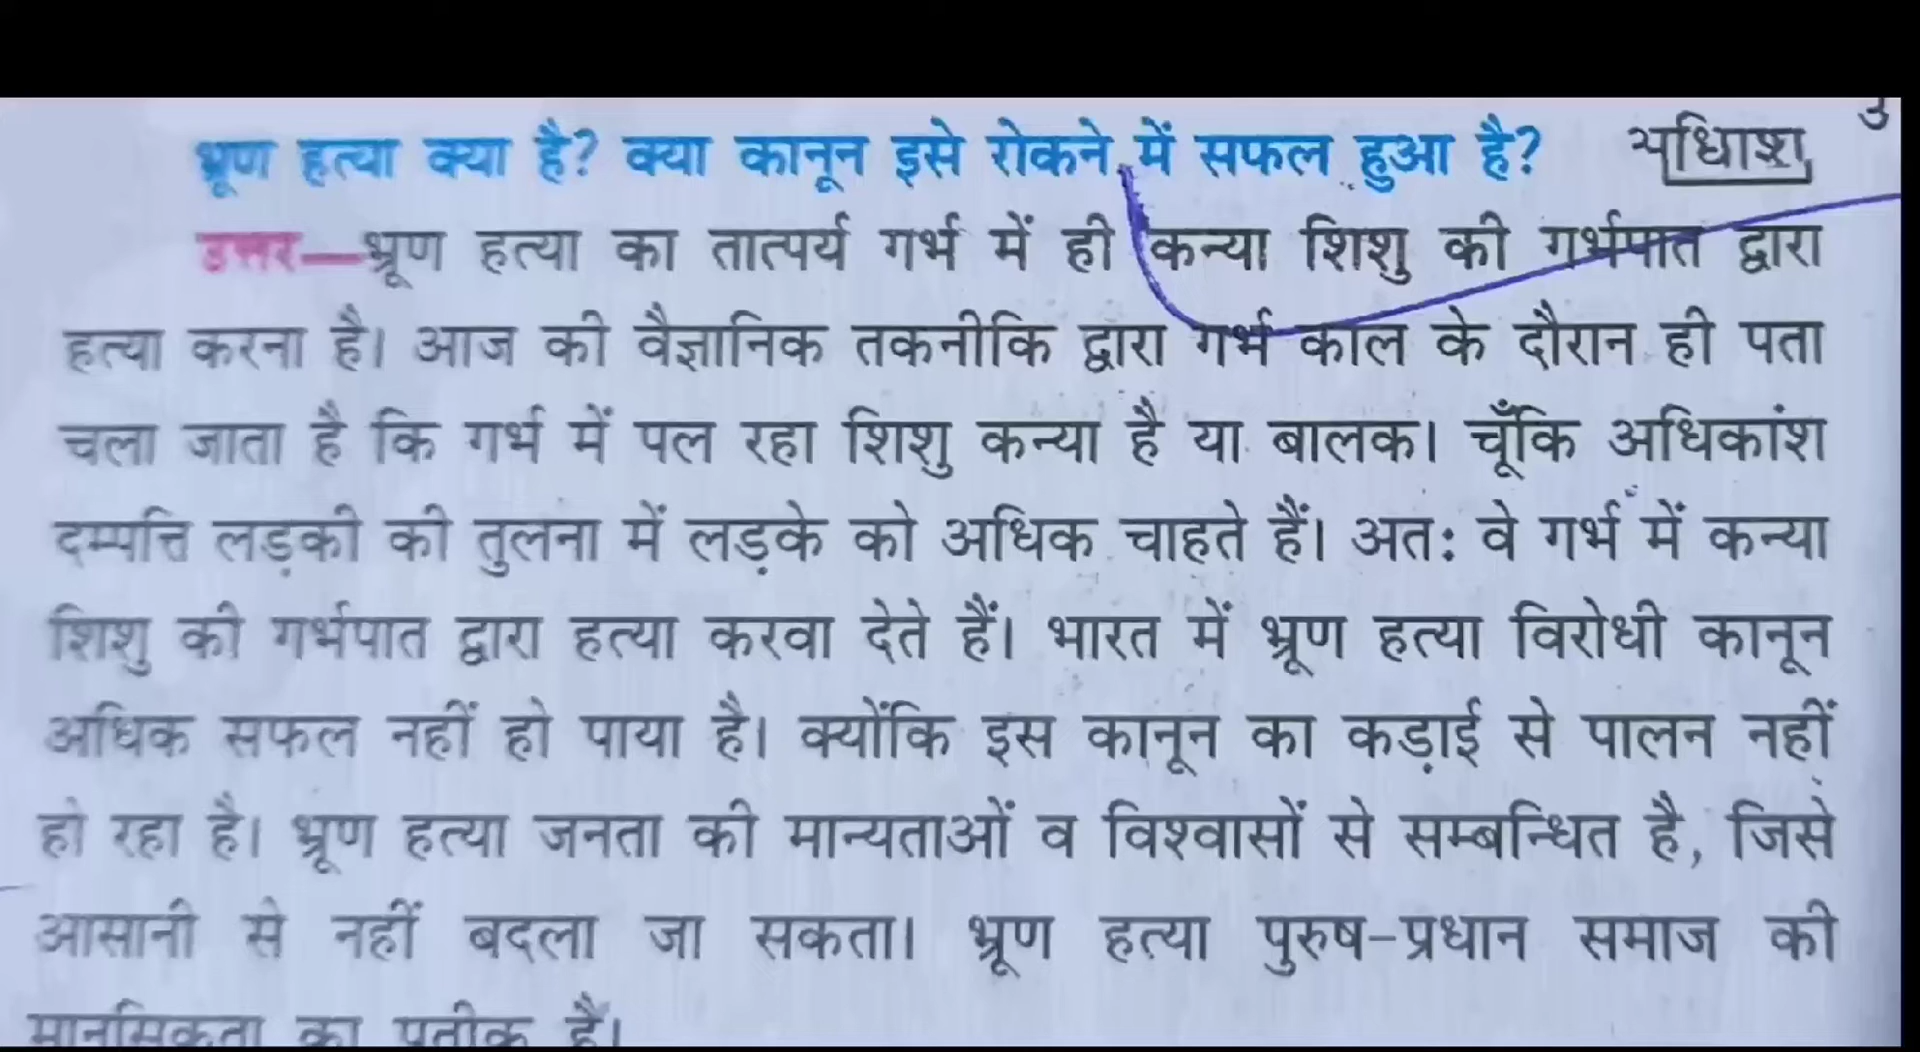 भ्रूण हत्या क्या है? क्या कानून इसे रोकने में सफल हुआ है?
उत्तर—भ्रूण हत्या का तात्पर्य गर्भ में ही कन्या शिशु की गर्भपात द्वारा
हत्या करना है। आज की वैज्ञानिक तकनीकि द्वारा गर्भ काल के दौरान ही पता
चला जाता है कि गर्भ में पल रहा शिशु कन्या है या बालक। चूँकि अधिकांश
दम्पत्ति लड़की की तुलना में लड़के को अधिक चाहते हैं। अतः वे गर्भ में कन्या
शिशु की गर्भपात द्वारा हत्या करवा देते हैं। भारत में भ्रूण हत्या विरोधी कानून
अधिक सफल नहीं हो पाया है। क्योंकि इस कानून का कड़ाई से पालन नहीं
हो रहा है। भ्रूण हत्या जनता की मान्यताओं व विश्वासों से सम्बन्धित है, जिसे
आसानी से नहीं बदला जा सकता। भ्रूण हत्या पुरुष-प्रधान समाज की
मानसिकता का प्रतीक है।